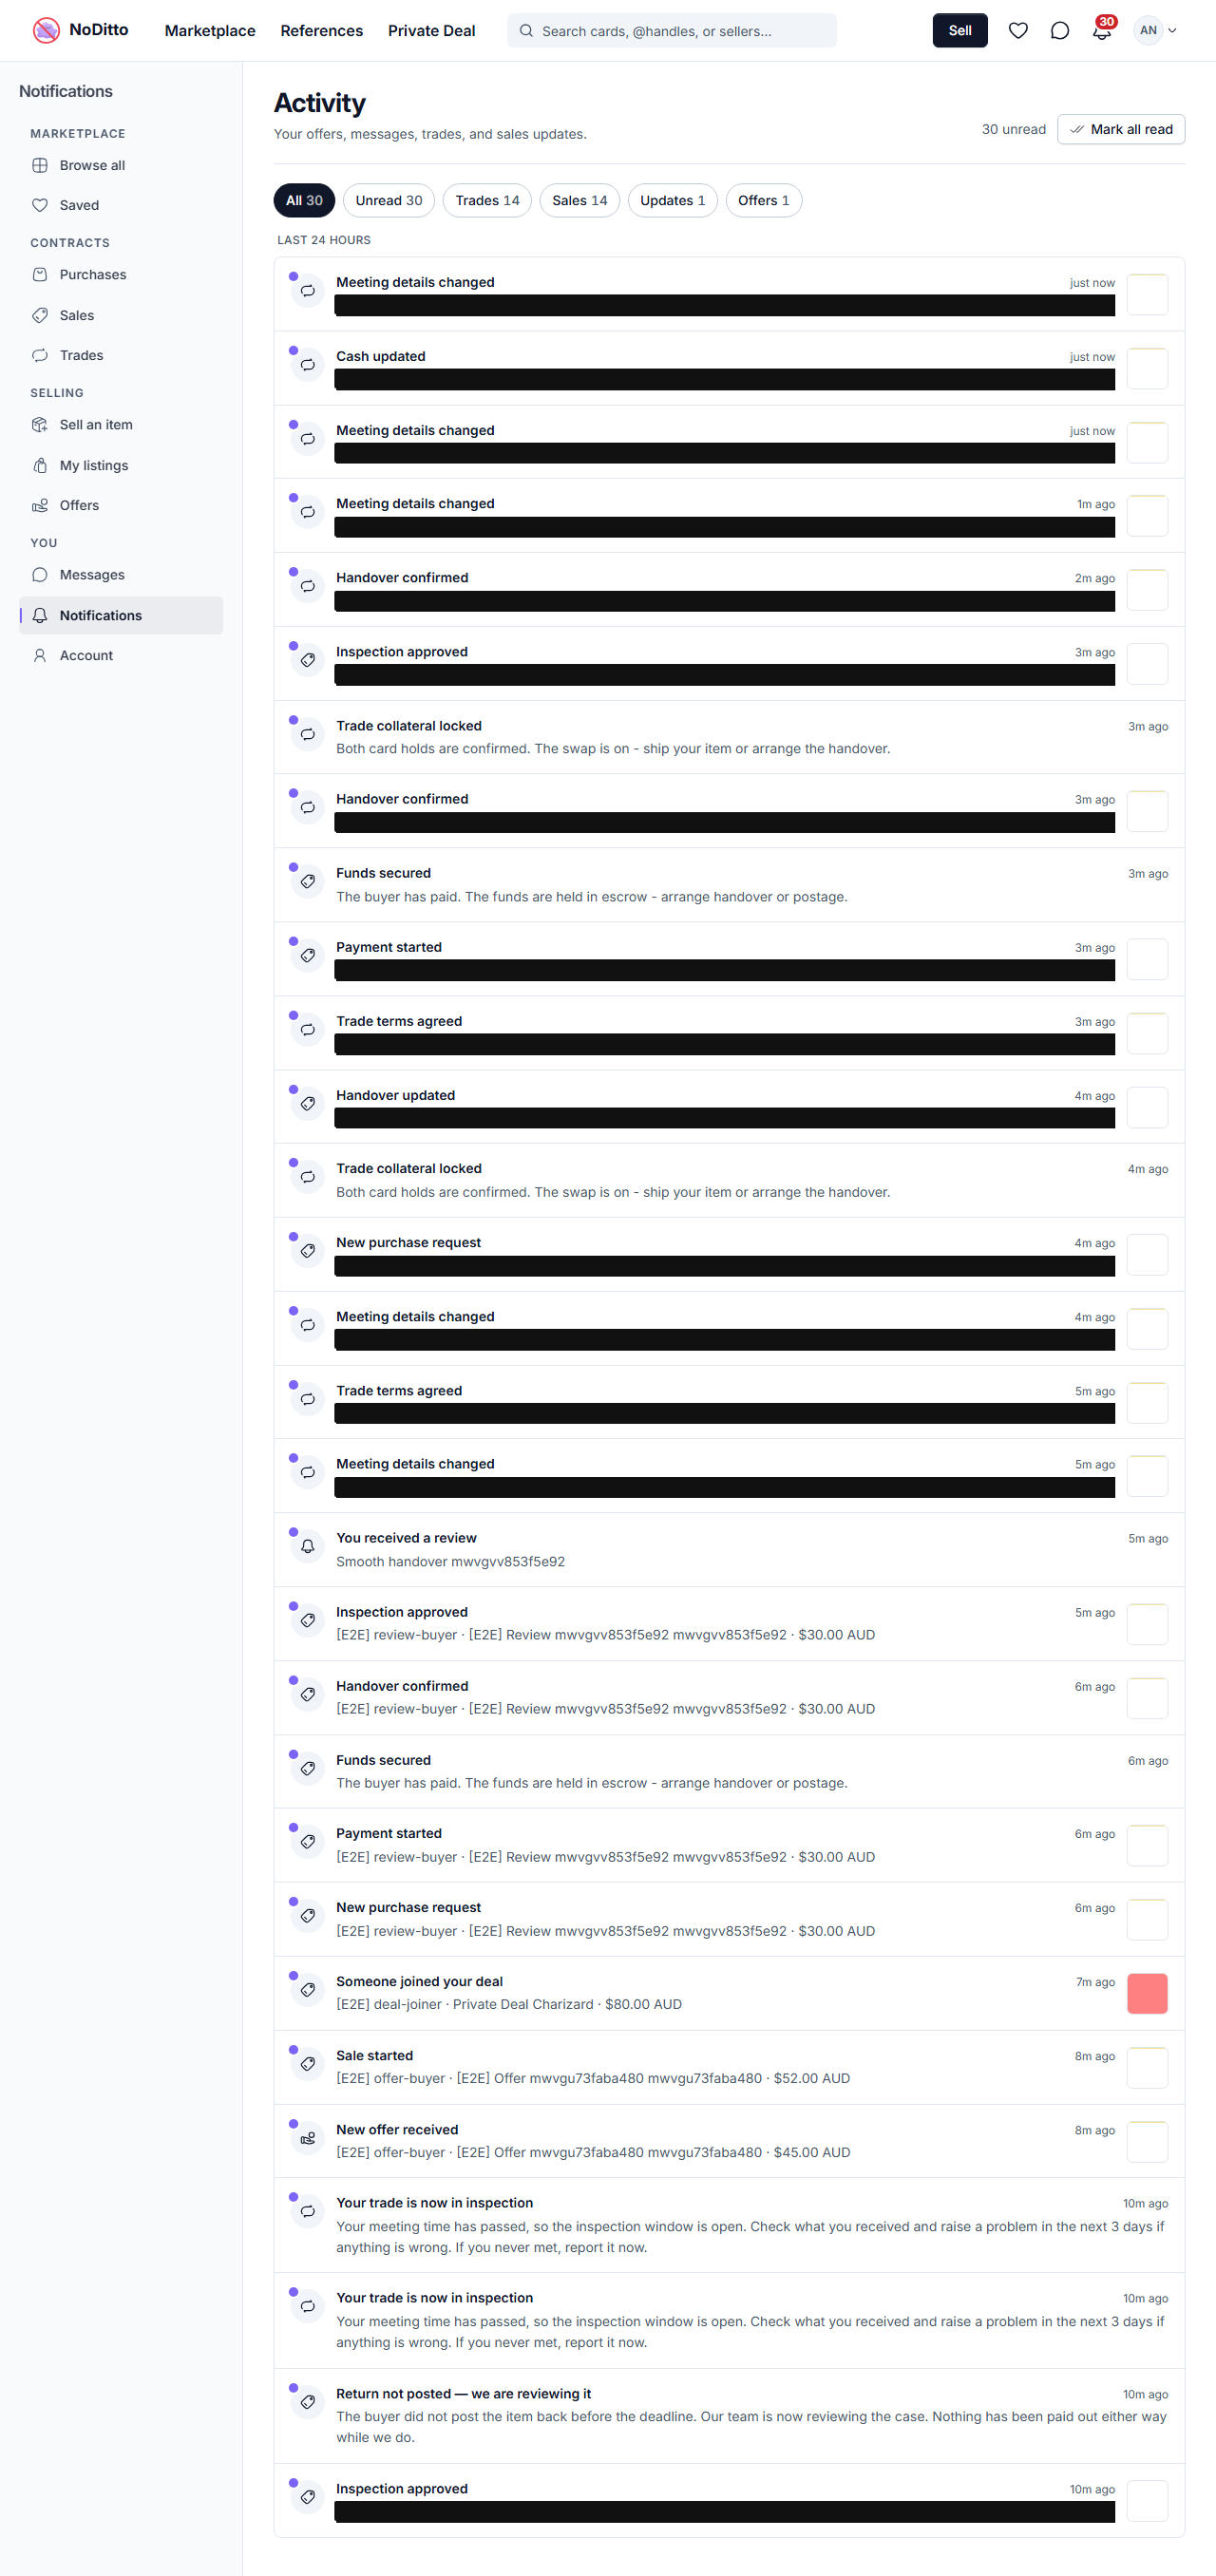 NoDitto
Marketplace
References
Private Deal
Search cards, @handles, or sellers...
Sell
30
AN
Notifications
MARKETPLACE
Browse all
Saved
CONTRACTS
Purchases
Sales
Trades
SELLING
Sell an item
My listings
Offers
YOU
Messages
Notifications
Account
Activity
Your offers, messages, trades, and sales updates.
30 unread
Mark all read
All 30
Unread 30
Trades 14
Sales 14
Updates 1
Offers 1
LAST 24 HOURS
Meeting details changed
just now
Cash updated
just now
Meeting details changed
just now
Meeting details changed
1m ago
Handover confirmed
2m ago
Inspection approved
3m ago
Trade collateral locked
3m ago
Both card holds are confirmed. The swap is on - ship your item or arrange the handover.
Handover confirmed
3m ago
Funds secured
3m ago
The buyer has paid. The funds are held in escrow - arrange handover or postage.
Payment started
3m ago
Trade terms agreed
3m ago
Handover updated
4m ago
Trade collateral locked
4m ago
Both card holds are confirmed. The swap is on - ship your item or arrange the handover.
New purchase request
4m ago
Meeting details changed
4m ago
Trade terms agreed
5m ago
Meeting details changed
5m ago
You received a review
5m ago
Smooth handover mwvgvv853f5e92
Inspection approved
5m ago
[E2E] review-buyer · [E2E] Review mwvgvv853f5e92 mwvgvv853f5e92 · $30.00 AUD
Handover confirmed
6m ago
[E2E] review-buyer · [E2E] Review mwvgvv853f5e92 mwvgvv853f5e92 · $30.00 AUD
Funds secured
6m ago
The buyer has paid. The funds are held in escrow - arrange handover or postage.
Payment started
6m ago
[E2E] review-buyer · [E2E] Review mwvgvv853f5e92 mwvgvv853f5e92 · $30.00 AUD
New purchase request
6m ago
[E2E] review-buyer · [E2E] Review mwvgvv853f5e92 mwvgvv853f5e92 · $30.00 AUD
Someone joined your deal
7m ago
[E2E] deal-joiner · Private Deal Charizard · $80.00 AUD
Sale started
8m ago
[E2E] offer-buyer · [E2E] Offer mwvgu73faba480 mwvgu73faba480 · $52.00 AUD
New offer received
8m ago
[E2E] offer-buyer · [E2E] Offer mwvgu73faba480 mwvgu73faba480 · $45.00 AUD
Your trade is now in inspection
10m ago
Your meeting time has passed, so the inspection window is open. Check what you received and raise a problem in the next 3 days if
anything is wrong. If you never met, report it now.
Your trade is now in inspection
10m ago
Your meeting time has passed, so the inspection window is open. Check what you received and raise a problem in the next 3 days if
anything is wrong. If you never met, report it now.
Return not posted — we are reviewing it
10m ago
The buyer did not post the item back before the deadline. Our team is now reviewing the case. Nothing has been paid out either way
while we do.
Inspection approved
10m ago